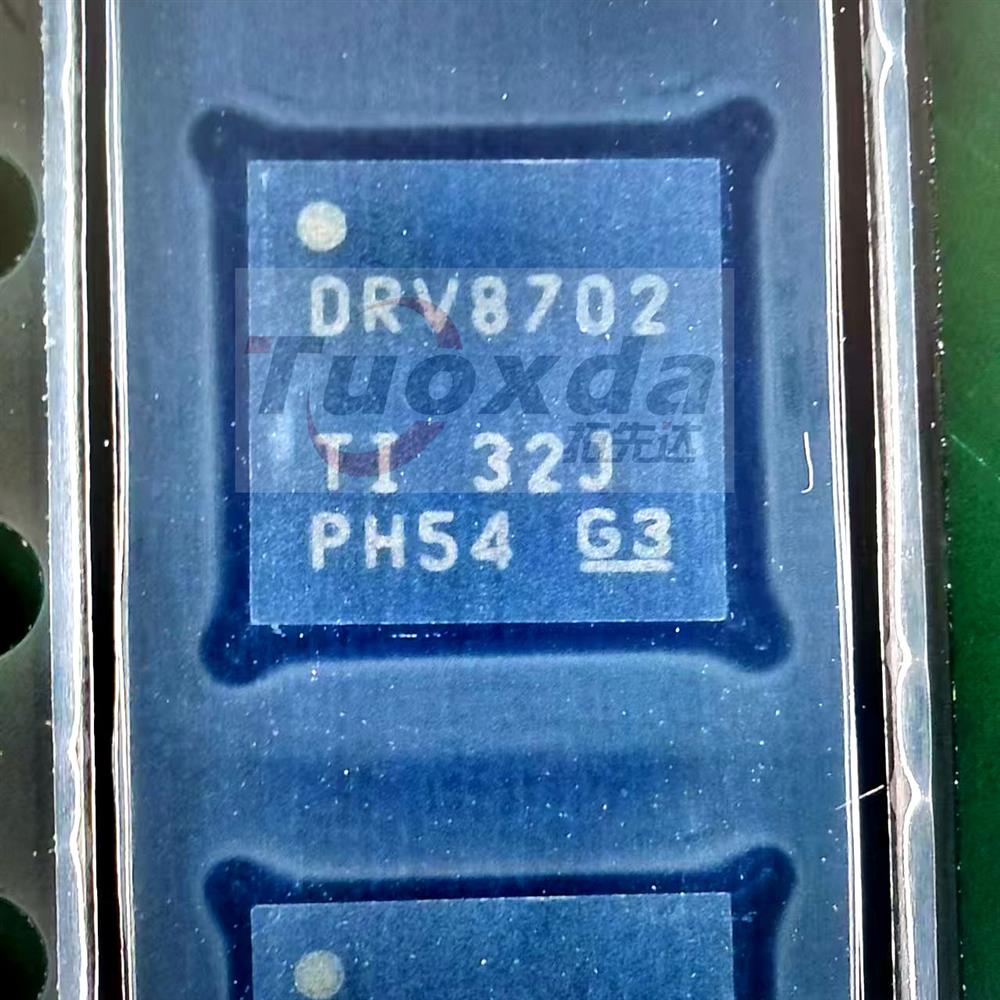 DRV8702
Tuoxda
拓先达
TI 32J
PH54 G3